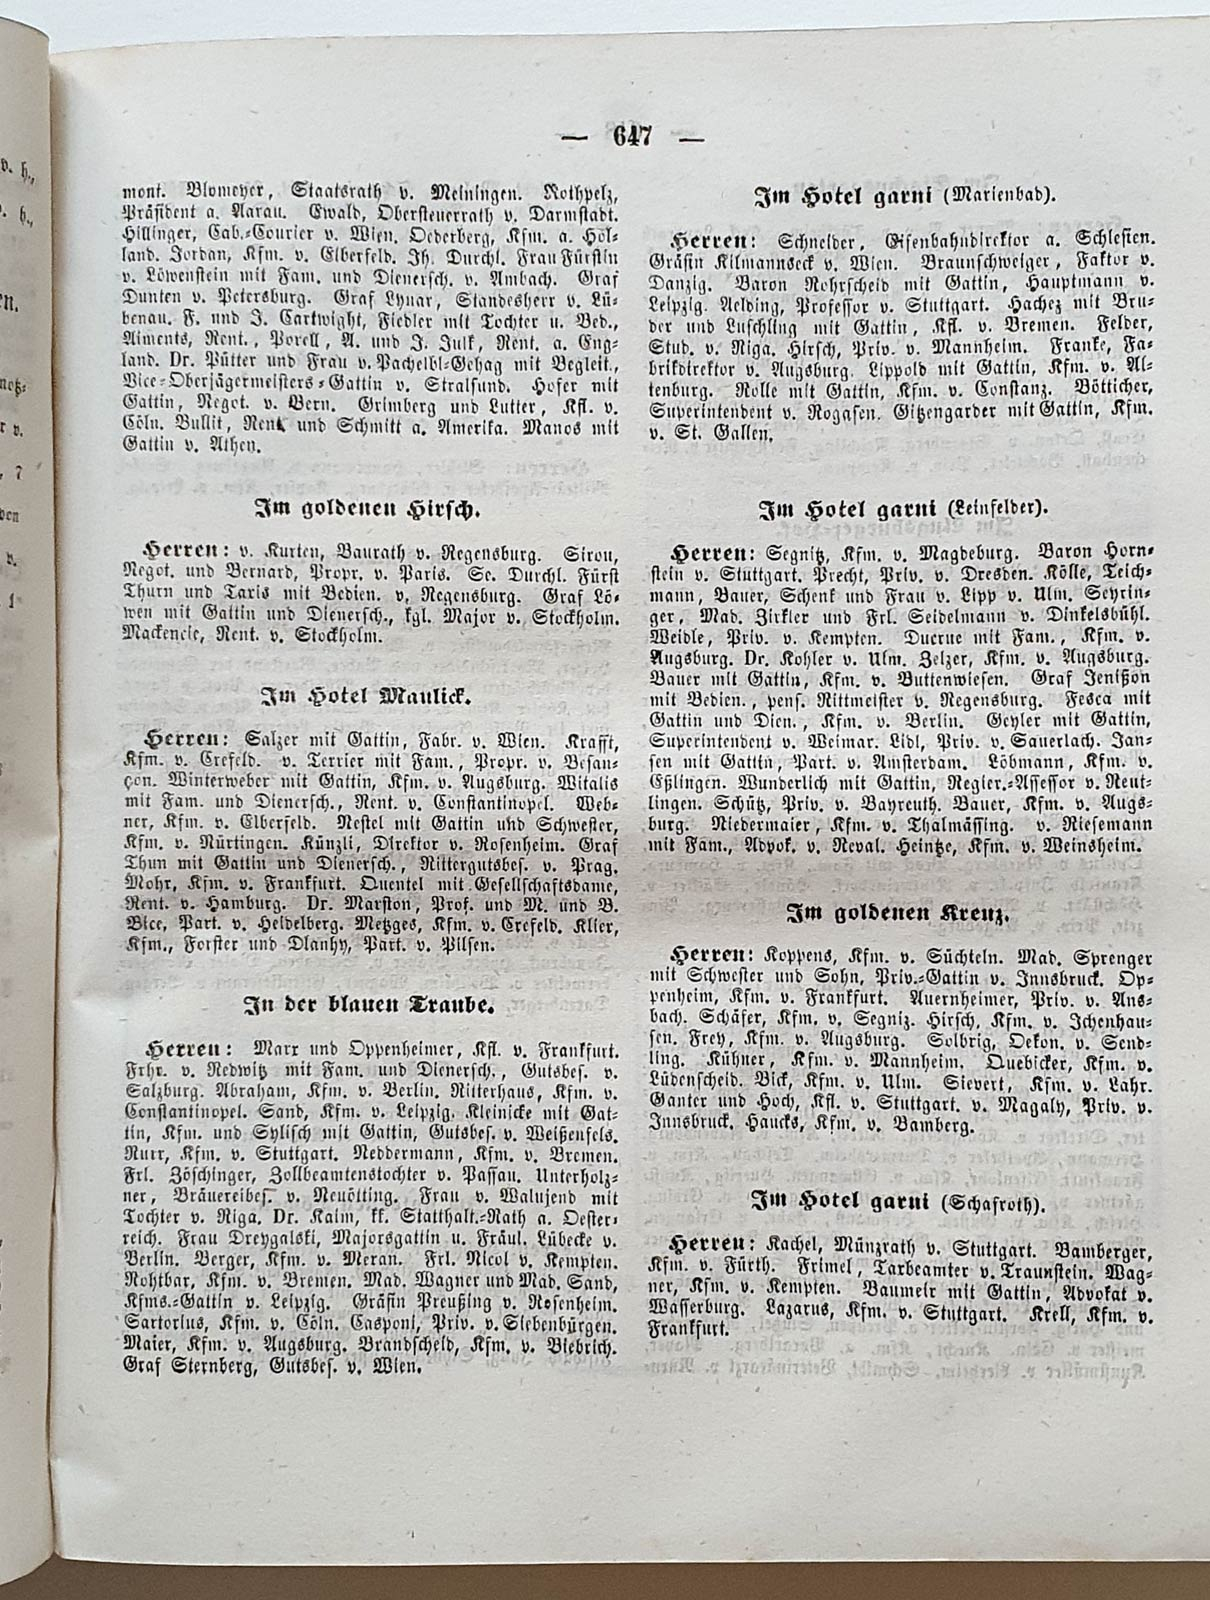 — 647 —
mont. Blomeyer, Staatsrath v. Meiningen. Rothpelz,
Präsident a. Aarau. Ewald, Obersteuerrath v. Darmstadt.
Hillinger, Cab.-Courier v. Wien. Oederberg, Kfm. a. Hol-
land. Jordan, Kfm. v. Elberfeld. Ih. Durchl. Frau Fürstin
v. Löwenstein mit Fam. und Dienersch. v. Ambach. Graf
Dunten v. Petersburg. Graf Lynar, Standesherr v. Lü-
benau. F. und J. Cartwight, Fiedler mit Tochter u. Bed.,
Aiments, Rent., Porell, A. und J. Julk, Rent. a. Eng-
land. Dr. Pütter und Frau v. Pachelbl-Gehag mit Begleit.,
Vice-Oberjägermeisters-Gattin v. Stralsund. Hofer mit
Gattin, Negot. v. Bern. Grimberg und Lutter, Kfl. v.
Cöln. Bullit, Rent. und Schmitt a. Amerika. Manos mit
Gattin v. Athen.
Im goldenen Hirsch.
Herren: v. Kurten, Baurath v. Regensburg. Sirou,
Negot. und Bernard, Propr. v. Paris. Se. Durchl. Fürst
Thurn und Taxis mit Bedien. v. Regensburg. Graf Lö-
wen mit Gattin und Dienersch., kgl. Major v. Stockholm.
Mackencie, Rent. v. Stockholm.
Im Hotel Maulick.
Herren: Salzer mit Gattin, Fabr. v. Wien. Krafft,
Kfm. v. Crefeld. v. Terrier mit Fam., Propr. v. Besan-
çon. Winterweber mit Gattin, Kfm. v. Augsburg. Witalis
mit Fam. und Dienersch., Rent. v. Constantinopel. Web-
ner, Kfm. v. Elberfeld. Nestel mit Gattin und Schwester,
Kfm. v. Nürtingen. Künzli, Direktor v. Rosenheim. Graf
Thun mit Gattin und Dienersch., Rittergutsbes. v. Prag.
Mohr, Kfm. v. Frankfurt. Quentel mit Gesellschaftsdame,
Rent. v. Hamburg. Dr. Marston, Prof. und M. und B.
Bice, Part. v. Heidelberg. Metzges, Kfm. v. Crefeld. Klier,
Kfm., Forster und Dlanhy, Part. v. Pilsen.
In der blauen Traube.
Herren: Marx und Oppenheimer, Kfl. v. Frankfurt.
Frhr. v. Redwitz mit Fam. und Dienersch., Gutsbes. v.
Salzburg. Abraham, Kfm. v. Berlin. Ritterhaus, Kfm. v.
Constantinopel. Sand, Kfm. v. Leipzig. Kleinicke mit Gat-
tin, Kfm. und Sylisch mit Gattin, Gutsbes. v. Weißenfels.
Nurr, Kfm. v. Stuttgart. Neddermann, Kfm. v. Bremen.
Frl. Zöschinger, Zollbeamtenstochter v. Passau. Unterholz-
ner, Bräuereibes. v. Neuötting. Frau v. Walujend mit
Tochter v. Riga. Dr. Kaim, kk. Statthalt.-Rath a. Oester-
reich. Frau Dreygalski, Majorsgattin u. Fräul. Lübecke v.
Berlin. Berger, Kfm. v. Meran. Frl. Nicol v. Kempten.
Rohtbar, Kfm. v. Bremen. Mad. Wagner und Mad. Sand,
Kfms.-Gattin v. Leipzig. Gräfin Preußing v. Rosenheim.
Sartorius, Kfm. v. Cöln. Casponi, Priv. v. Siebenbürgen.
Maier, Kfm. v. Augsburg. Brandscheld, Kfm. v. Biebrich.
Graf Sternberg, Gutsbes. v. Wien.
Im Hotel garni (Marienbad).
Herren: Schneider, Eisenbahndirektor a. Schlesien.
Gräfin Kilmannseck v. Wien. Braunschweiger, Faktor v.
Danzig. Baron Rohrscheid mit Gattin, Hauptmann v.
Leipzig. Aelding, Professor v. Stuttgart. Hachez mit Bru-
der und Luschling mit Gattin, Kfl. v. Bremen. Felder,
Stud. v. Riga. Hirsch, Priv. v. Mannheim. Franke, Fa-
brikdirektor v. Augsburg. Lippold mit Gattin, Kfm. v. Al-
tenburg. Rolle mit Gattin, Kfm. v. Constanz. Bötticher,
Superintendent v. Rogasen. Gitzengarder mit Gattin, Kfm.
v. St. Gallen.
Im Hotel garni (Leinfelder).
Herren: Segnitz, Kfm. v. Magdeburg. Baron Horn-
stein v. Stuttgart. Precht, Priv. v. Dresden. Kölle, Teich-
mann, Bauer, Schenk und Frau v. Lipp v. Ulm. Seyrin-
ger, Mad. Zirkler und Frl. Seidelmann v. Dinkelsbühl.
Weidle, Priv. v. Kempten. Ducrue mit Fam., Kfm. v.
Augsburg. Dr. Kohler v. Ulm. Zelzer, Kfm. v. Augsburg.
Bauer mit Gattin, Kfm. v. Buttenwiesen. Graf Jenißon
mit Bedien., pens. Rittmeister v. Regensburg. Fesca mit
Gattin und Dien., Kfm. v. Berlin. Geyler mit Gattin,
Superintendent v. Weimar. Lidl, Priv. v. Sauerlach. Jan-
sen mit Gattin, Part. v. Amsterdam. Löbmann, Kfm. v.
Eßlingen. Wunderlich mit Gattin, Regier.-Assessor v. Reut-
lingen. Schütz, Priv. v. Bayreuth. Bauer, Kfm. v. Augs-
burg. Niedermaier, Kfm. v. Thalmässing. v. Riesemann
mit Fam., Advok. v. Reval. Heintze, Kfm. v. Weinsheim.
Im goldenen Kreuz.
Herren: Koppens, Kfm. v. Süchteln. Mad. Sprenger
mit Schwester und Sohn, Priv.-Gattin v. Innsbruck. Op-
penheim, Kfm. v. Frankfurt. Auernheimer, Priv. v. Ans-
bach. Schäfer, Kfm. v. Segniz. Hirsch, Kfm. v. Ichenhau-
sen. Frey, Kfm. v. Augsburg. Solbrig, Oekon. v. Send-
ling. Kühner, Kfm. v. Mannheim. Quebicker, Kfm. v.
Lüdenscheid. Bick, Kfm. v. Ulm. Sievert, Kfm. v. Lahr.
Ganter und Hoch, Kfl. v. Stuttgart. v. Magaly, Priv. v.
Innsbruck. Haucks, Kfm. v. Bamberg.
Im Hotel garni (Schafroth).
Herren: Kachel, Münzrath v. Stuttgart. Bamberger,
Kfm. v. Fürth. Frimel, Tarbeamter v. Traunstein. Wag-
ner, Kfm. v. Kempten. Baumeir mit Gattin, Advokat v.
Wasserburg. Lazarus, Kfm. v. Stuttgart. Krell, Kfm. v.
Frankfurt.